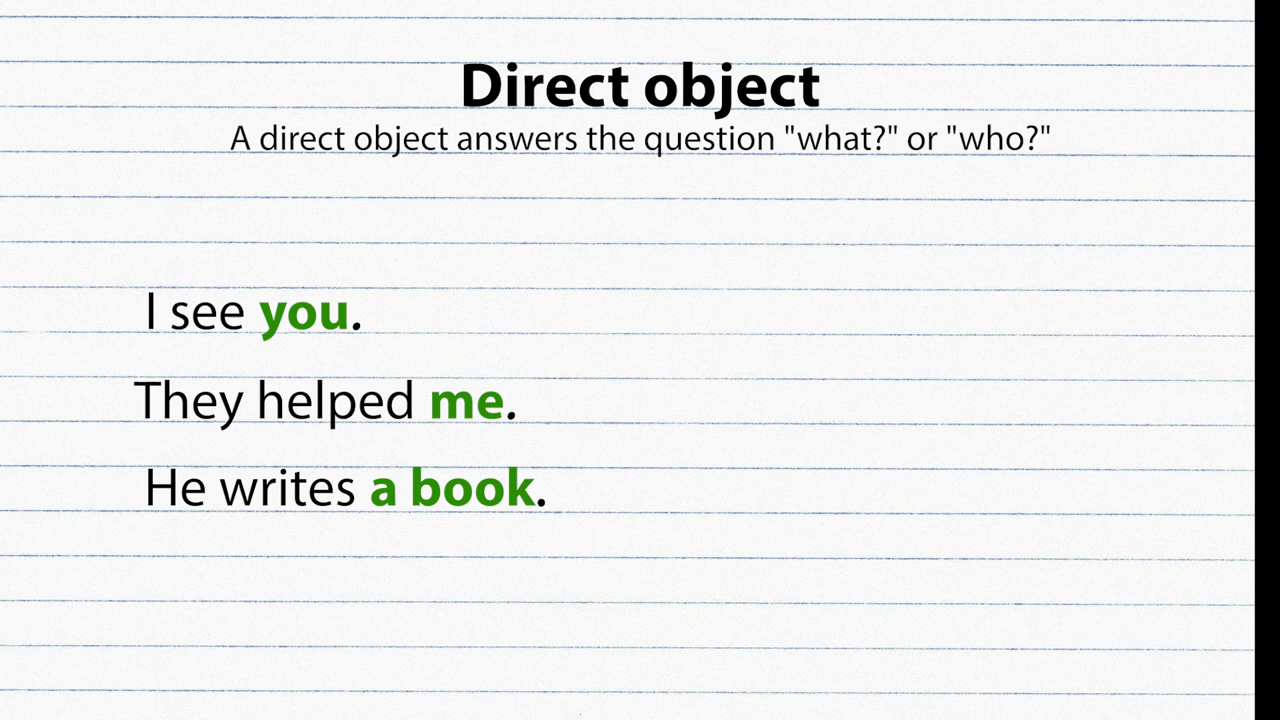 Direct object
A direct object answers the question "what?" or "who?"
I see you.
They helped me.
He writes a book.